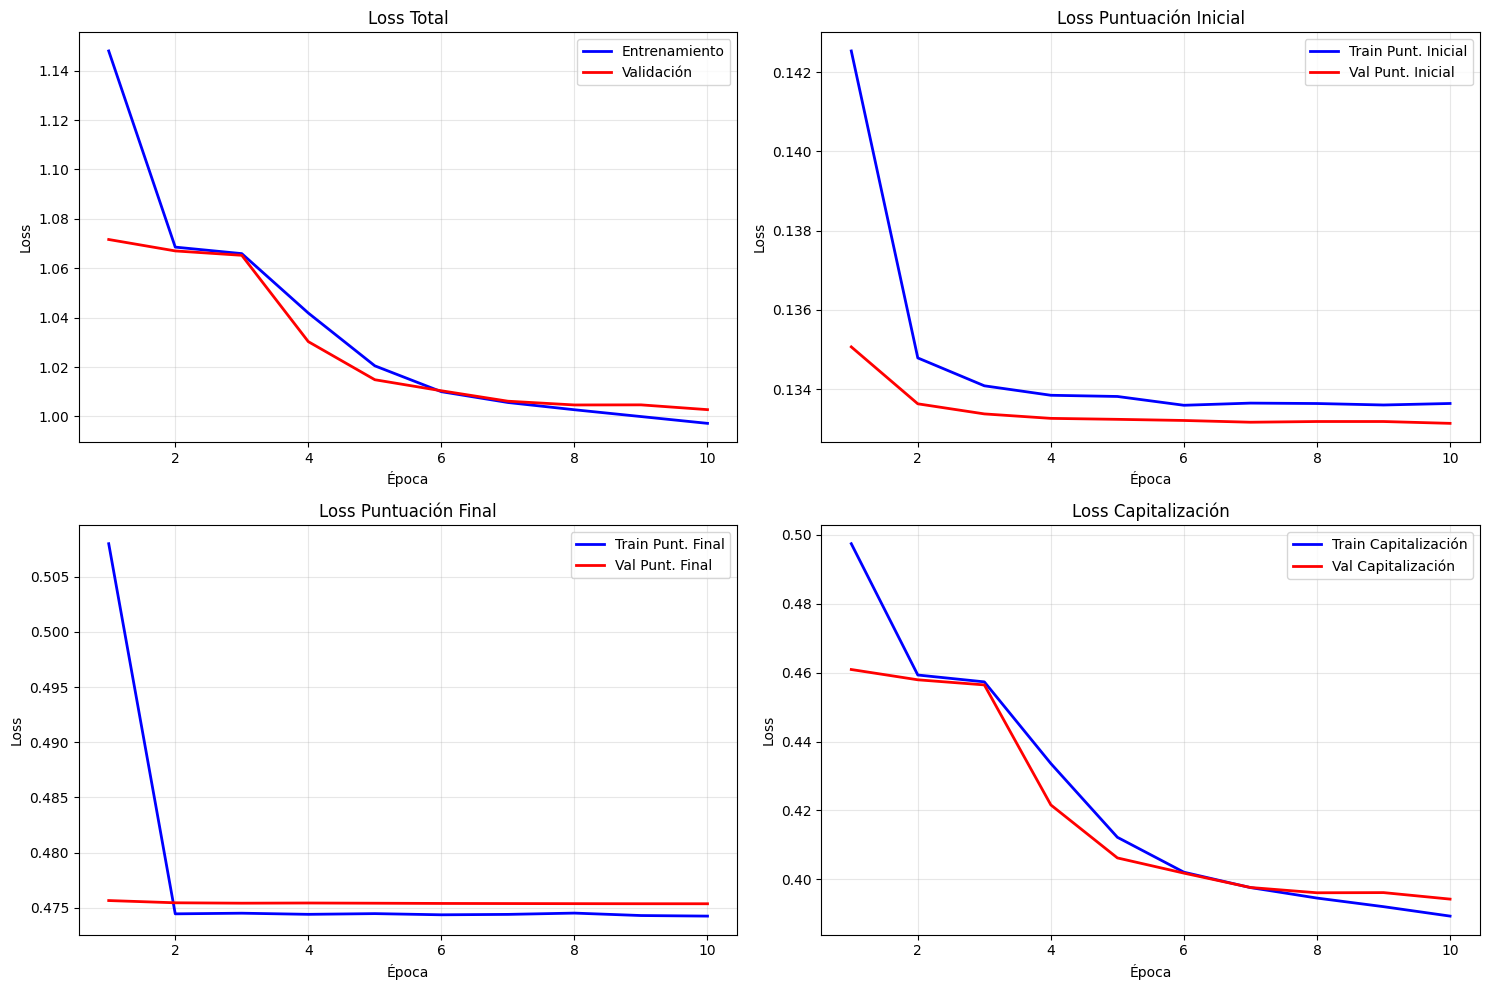 Loss Total
1.14
1.12
1.10
1.08
1.06
1.04
1.02
1.00
Loss
2
4
6
8
10
Época
Entrenamiento
Validación
Loss Puntuación Inicial
0.142
0.140
0.138
0.136
0.134
Loss
2
4
6
8
10
Época
Train Punt. Inicial
Val Punt. Inicial
Loss Puntuación Final
0.505
0.500
0.495
0.490
0.485
0.480
0.475
Loss
2
4
6
8
10
Época
Train Punt. Final
Val Punt. Final
Loss Capitalización
0.50
0.48
0.46
0.44
0.42
0.40
Loss
2
4
6
8
10
Época
Train Capitalización
Val Capitalización